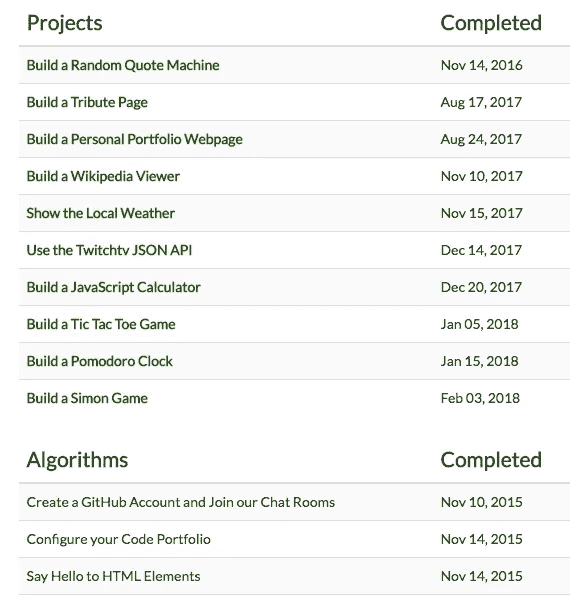 Projects Completed
Build a Random Quote Machine Nov 14, 2016
Build a Tribute Page Aug 17, 2017
Build a Personal Portfolio Webpage Aug 24, 2017
Build a Wikipedia Viewer Nov 10, 2017
Show the Local Weather Nov 15, 2017
Use the Twitchtv JSON API Dec 14, 2017
Build a JavaScript Calculator Dec 20, 2017
Build a Tic Tac Toe Game Jan 05, 2018
Build a Pomodoro Clock Jan 15, 2018
Build a Simon Game Feb 03, 2018
Algorithms Completed
Create a GitHub Account and Join our Chat Rooms Nov 10, 2015
Configure your Code Portfolio Nov 14, 2015
Say Hello to HTML Elements Nov 14, 2015